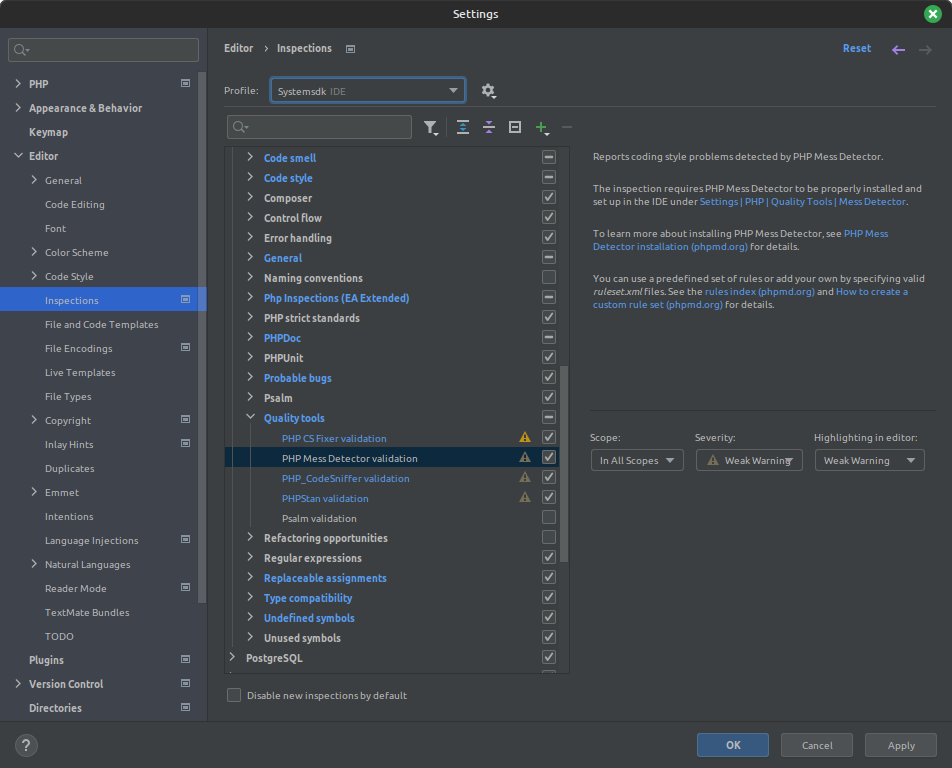 Settings
PHP
Appearance & Behavior
Keymap
Editor
General
Code Editing
Font
Color Scheme
Code Style
Inspections
File and Code Templates
File Encodings
Live Templates
File Types
Copyright
Inlay Hints
Duplicates
Emmet
Intentions
Language Injections
Natural Languages
Reader Mode
TextMate Bundles
TODO
Plugins
Version Control
Directories
Editor › Inspections
Reset
Profile: Systemsdk IDE
Code smell
Code style
Composer
Control flow
Error handling
General
Naming conventions
Php Inspections (EA Extended)
PHP strict standards
PHPDoc
PHPUnit
Probable bugs
Psalm
Quality tools
PHP CS Fixer validation
PHP Mess Detector validation
PHP_CodeSniffer validation
PHPStan validation
Psalm validation
Refactoring opportunities
Regular expressions
Replaceable assignments
Type compatibility
Undefined symbols
Unused symbols
PostgreSQL
Disable new inspections by default
Reports coding style problems detected by PHP Mess Detector.
The inspection requires PHP Mess Detector to be properly installed and
set up in the IDE under Settings | PHP | Quality Tools | Mess Detector.
To learn more about installing PHP Mess Detector, see PHP Mess
Detector installation (phpmd.org) for details.
You can use a predefined set of rules or add your own by specifying valid
ruleset.xml files. See the rules index (phpmd.org) and How to create a
custom rule set (phpmd.org) for details.
Scope: Severity: Highlighting in editor:
In All Scopes Weak Warning Weak Warning
? OK Cancel Apply